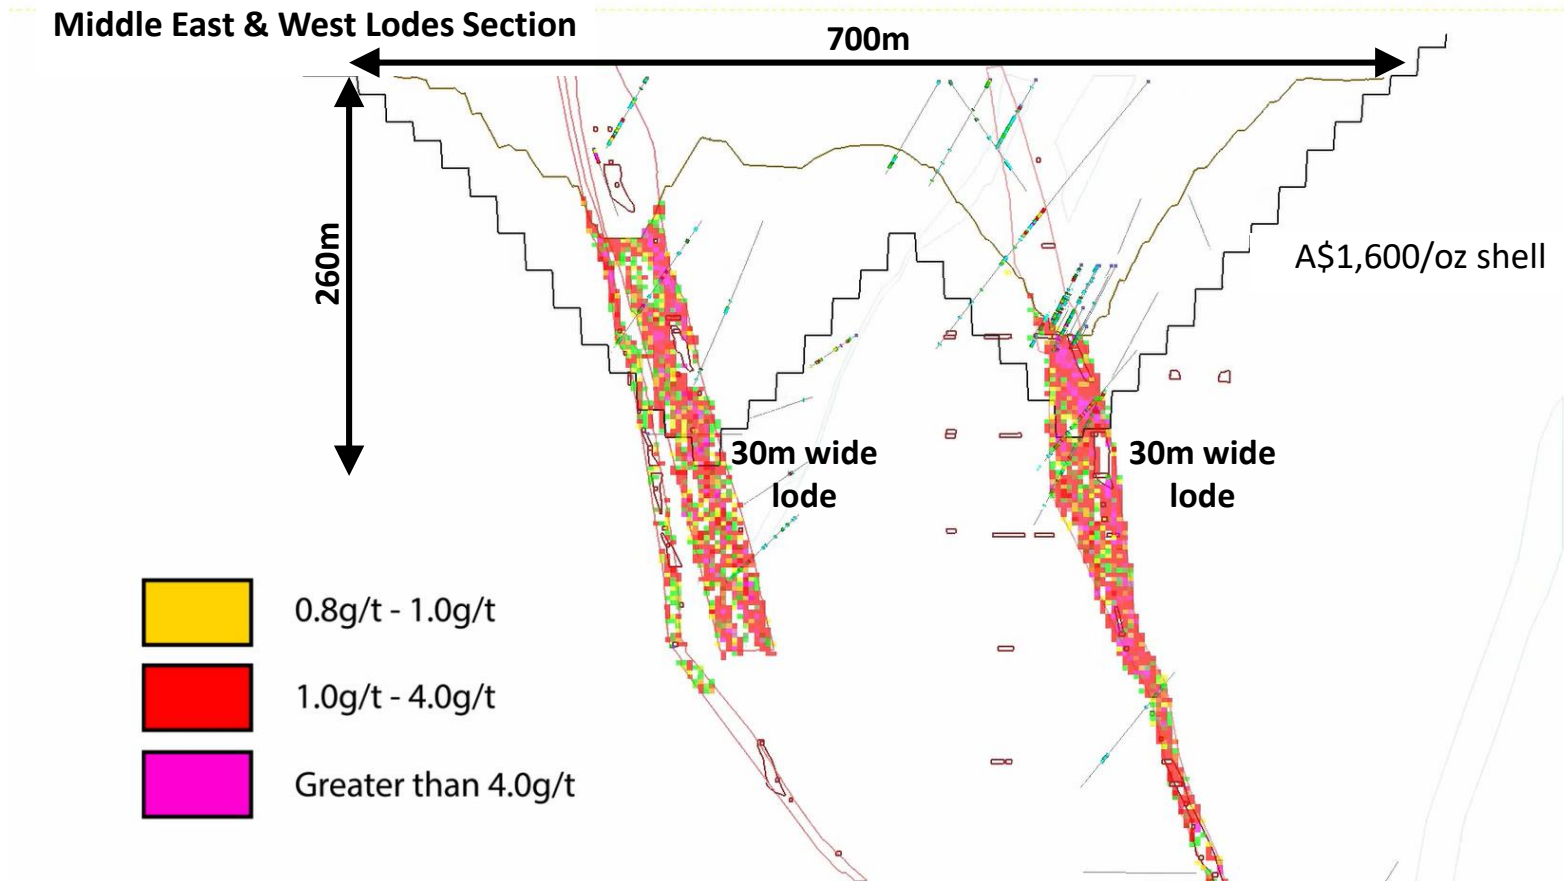 Middle East & West Lodes Section
700m
260m
A$1,600/oz shell
30m wide
lode
30m wide
lode
0.8g/t - 1.0g/t
1.0g/t - 4.0g/t
Greater than 4.0g/t